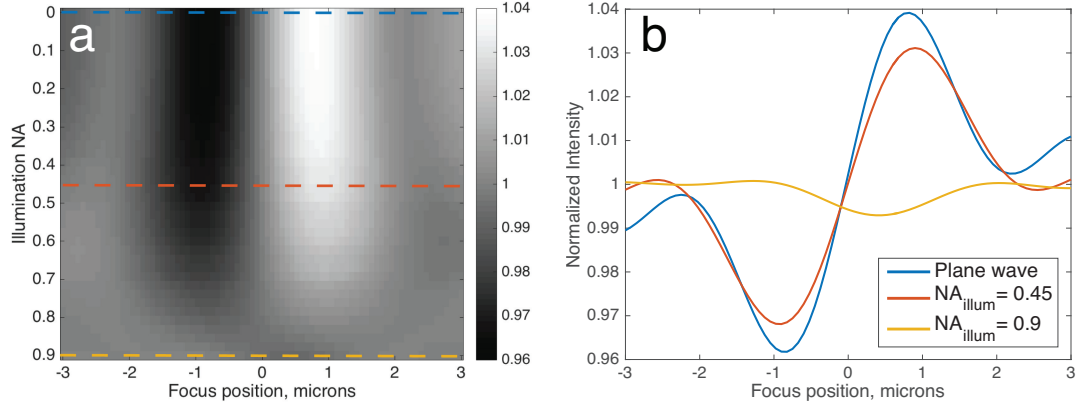 a
0
0.1
0.2
0.3
0.4
0.5
0.6
0.7
0.8
0.9
Illumination NA
-3 -2 -1 0 1 2 3
Focus position, microns
1.04
1.03
1.02
1.01
1
0.99
0.98
0.97
0.96
b
1.04
1.03
1.02
1.01
1
0.99
0.98
0.97
0.96
Normalized Intensity
-3 -2 -1 0 1 2 3
Focus position, microns
Plane wave
NAillum = 0.45
NAillum = 0.9